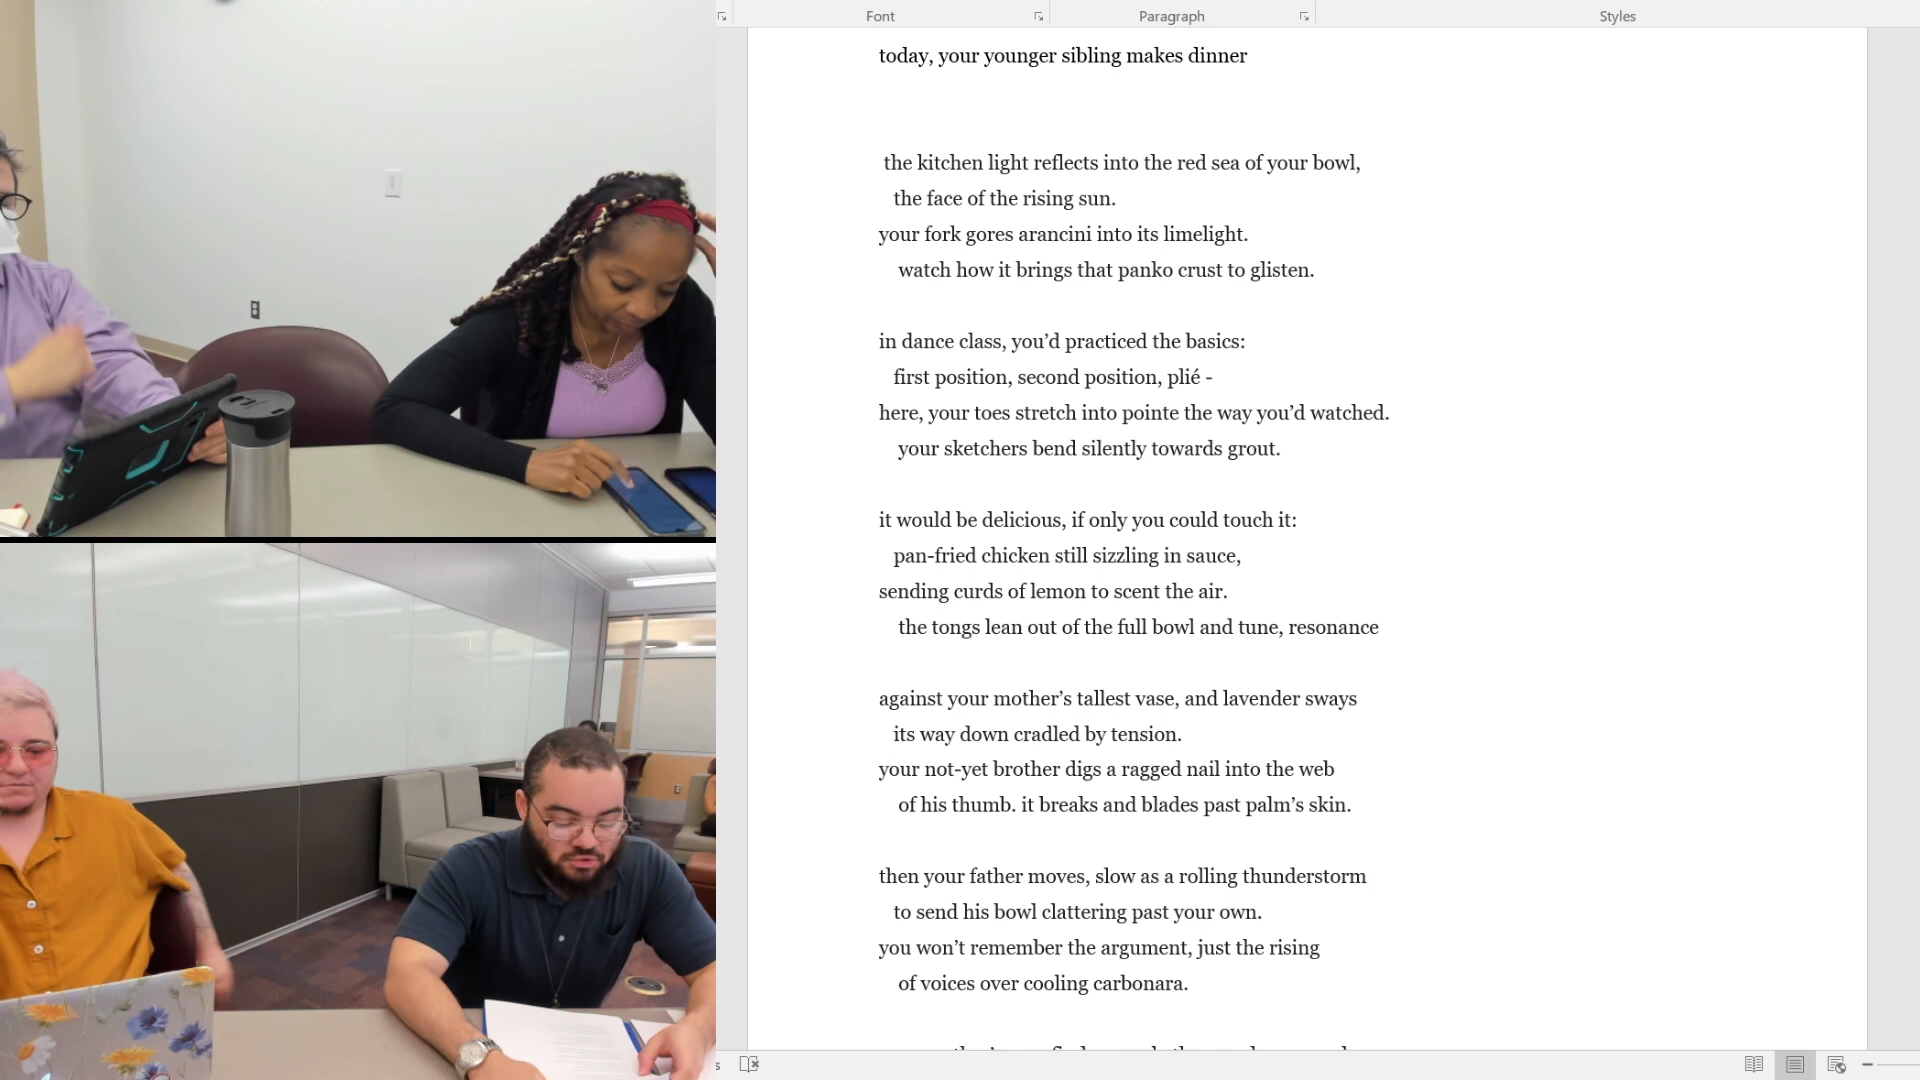 Font
Paragraph
Styles
today, your younger sibling makes dinner
the kitchen light reflects into the red sea of your bowl,
the face of the rising sun.
your fork gores arancini into its limelight.
watch how it brings that panko crust to glisten.
in dance class, you’d practiced the basics:
first position, second position, plié -
here, your toes stretch into pointe the way you’d watched.
your sketchers bend silently towards grout.
it would be delicious, if only you could touch it:
pan-fried chicken still sizzling in sauce,
sending curds of lemon to scent the air.
the tongs lean out of the full bowl and tune, resonance
against your mother’s tallest vase, and lavender sways
its way down cradled by tension.
your not-yet brother digs a ragged nail into the web
of his thumb. it breaks and blades past palm’s skin.
then your father moves, slow as a rolling thunderstorm
to send his bowl clattering past your own.
you won’t remember the argument, just the rising
of voices over cooling carbonara.